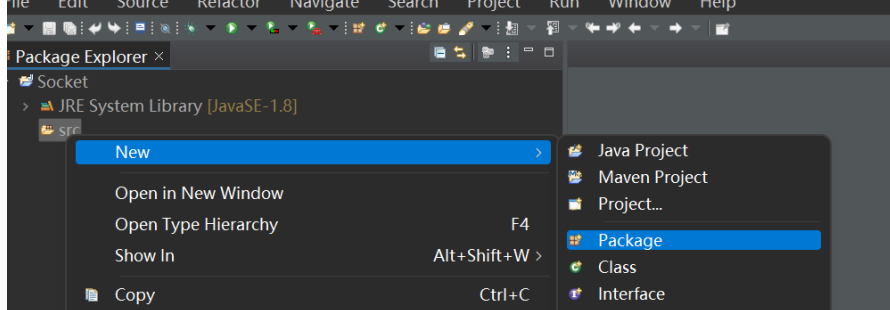 File Edit Source Refactor Navigate Search Project Run Window Help
Package Explorer ×
Socket
JRE System Library [JavaSE-1.8]
src
New
Open in New Window
Open Type Hierarchy F4
Show In Alt+Shift+W
Copy Ctrl+C
Java Project
Maven Project
Project...
Package
Class
Interface